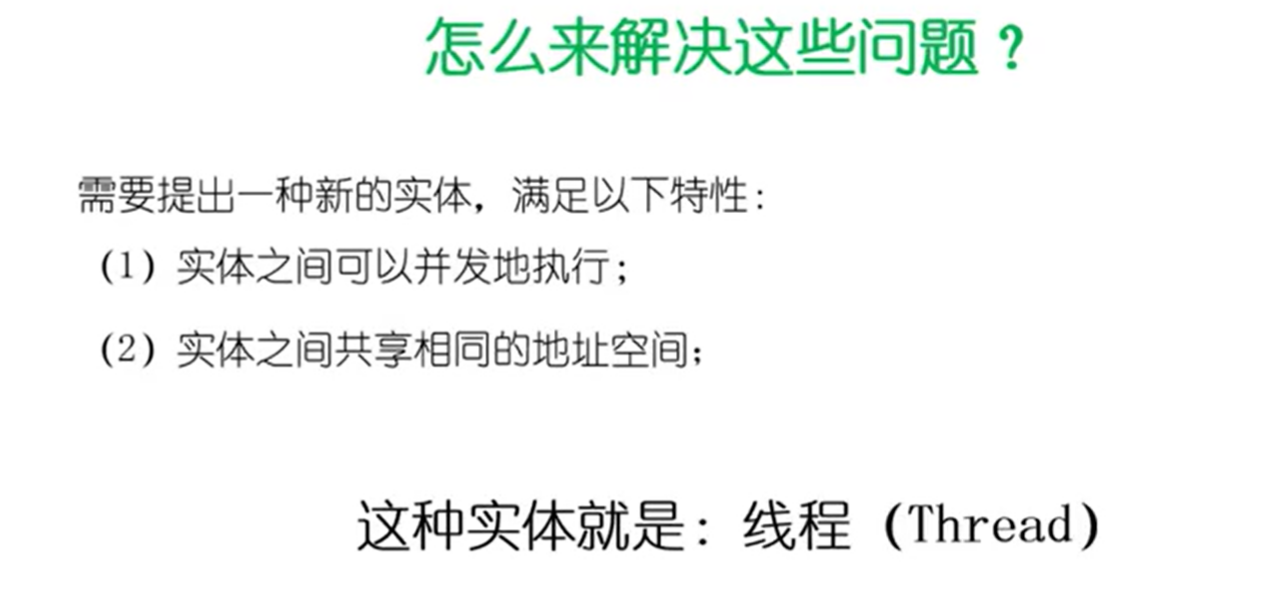 怎么来解决这些问题？
需要提出一种新的实体，满足以下特性：
（1）实体之间可以并发地执行；
（2）实体之间共享相同的地址空间；
这种实体就是：线程（Thread）